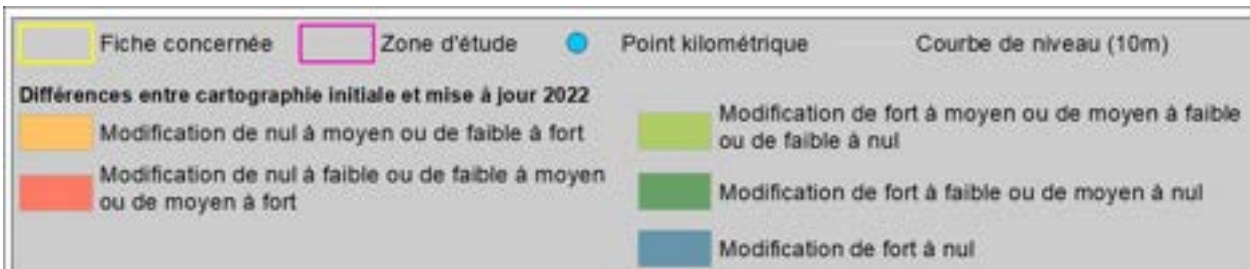 Fiche concernée Zone d'étude Point kilométrique Courbe de niveau (10m)
Différences entre cartographie initiale et mise à jour 2022
Modification de nul à moyen ou de faible à fort
Modification de nul à faible ou de faible à moyen
ou de moyen à fort
Modification de fort à moyen ou de moyen à faible
ou de faible à nul
Modification de fort à faible ou de moyen à nul
Modification de fort à nul